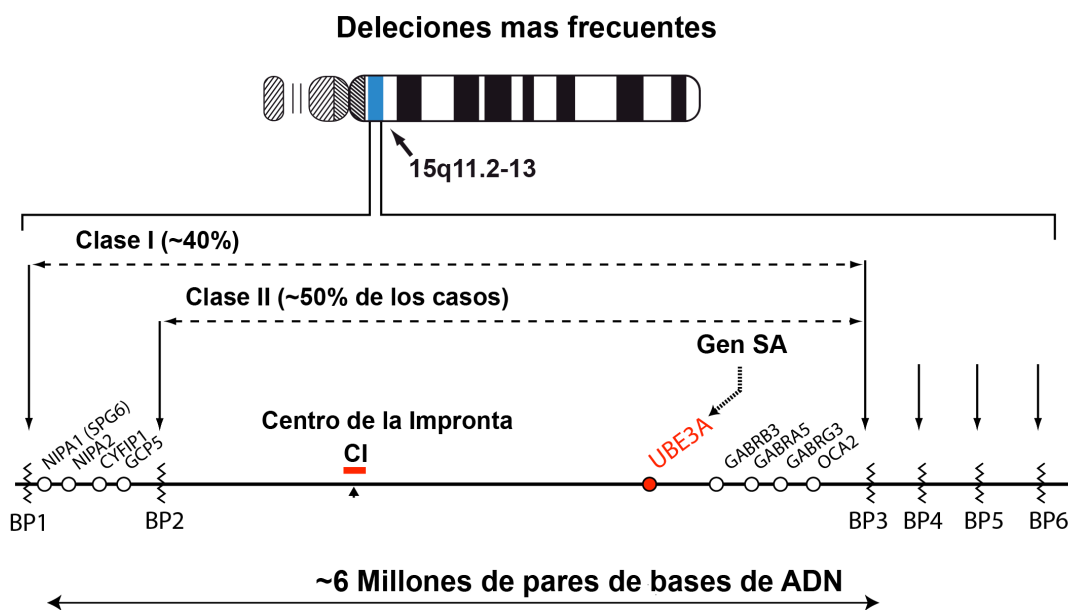 Deleciones mas frecuentes
15q11.2-13
Clase I (~40%)
Clase II (~50% de los casos)
Gen SA
Centro de la Impronta
CI
NIPA1 (SPG6)
NIPA2
CYFIP1
GCP5
UBE3A
GABRB3
GABRA5
GABRG3
OCA2
BP1
BP2
BP3
BP4
BP5
BP6
~6 Millones de pares de bases de ADN